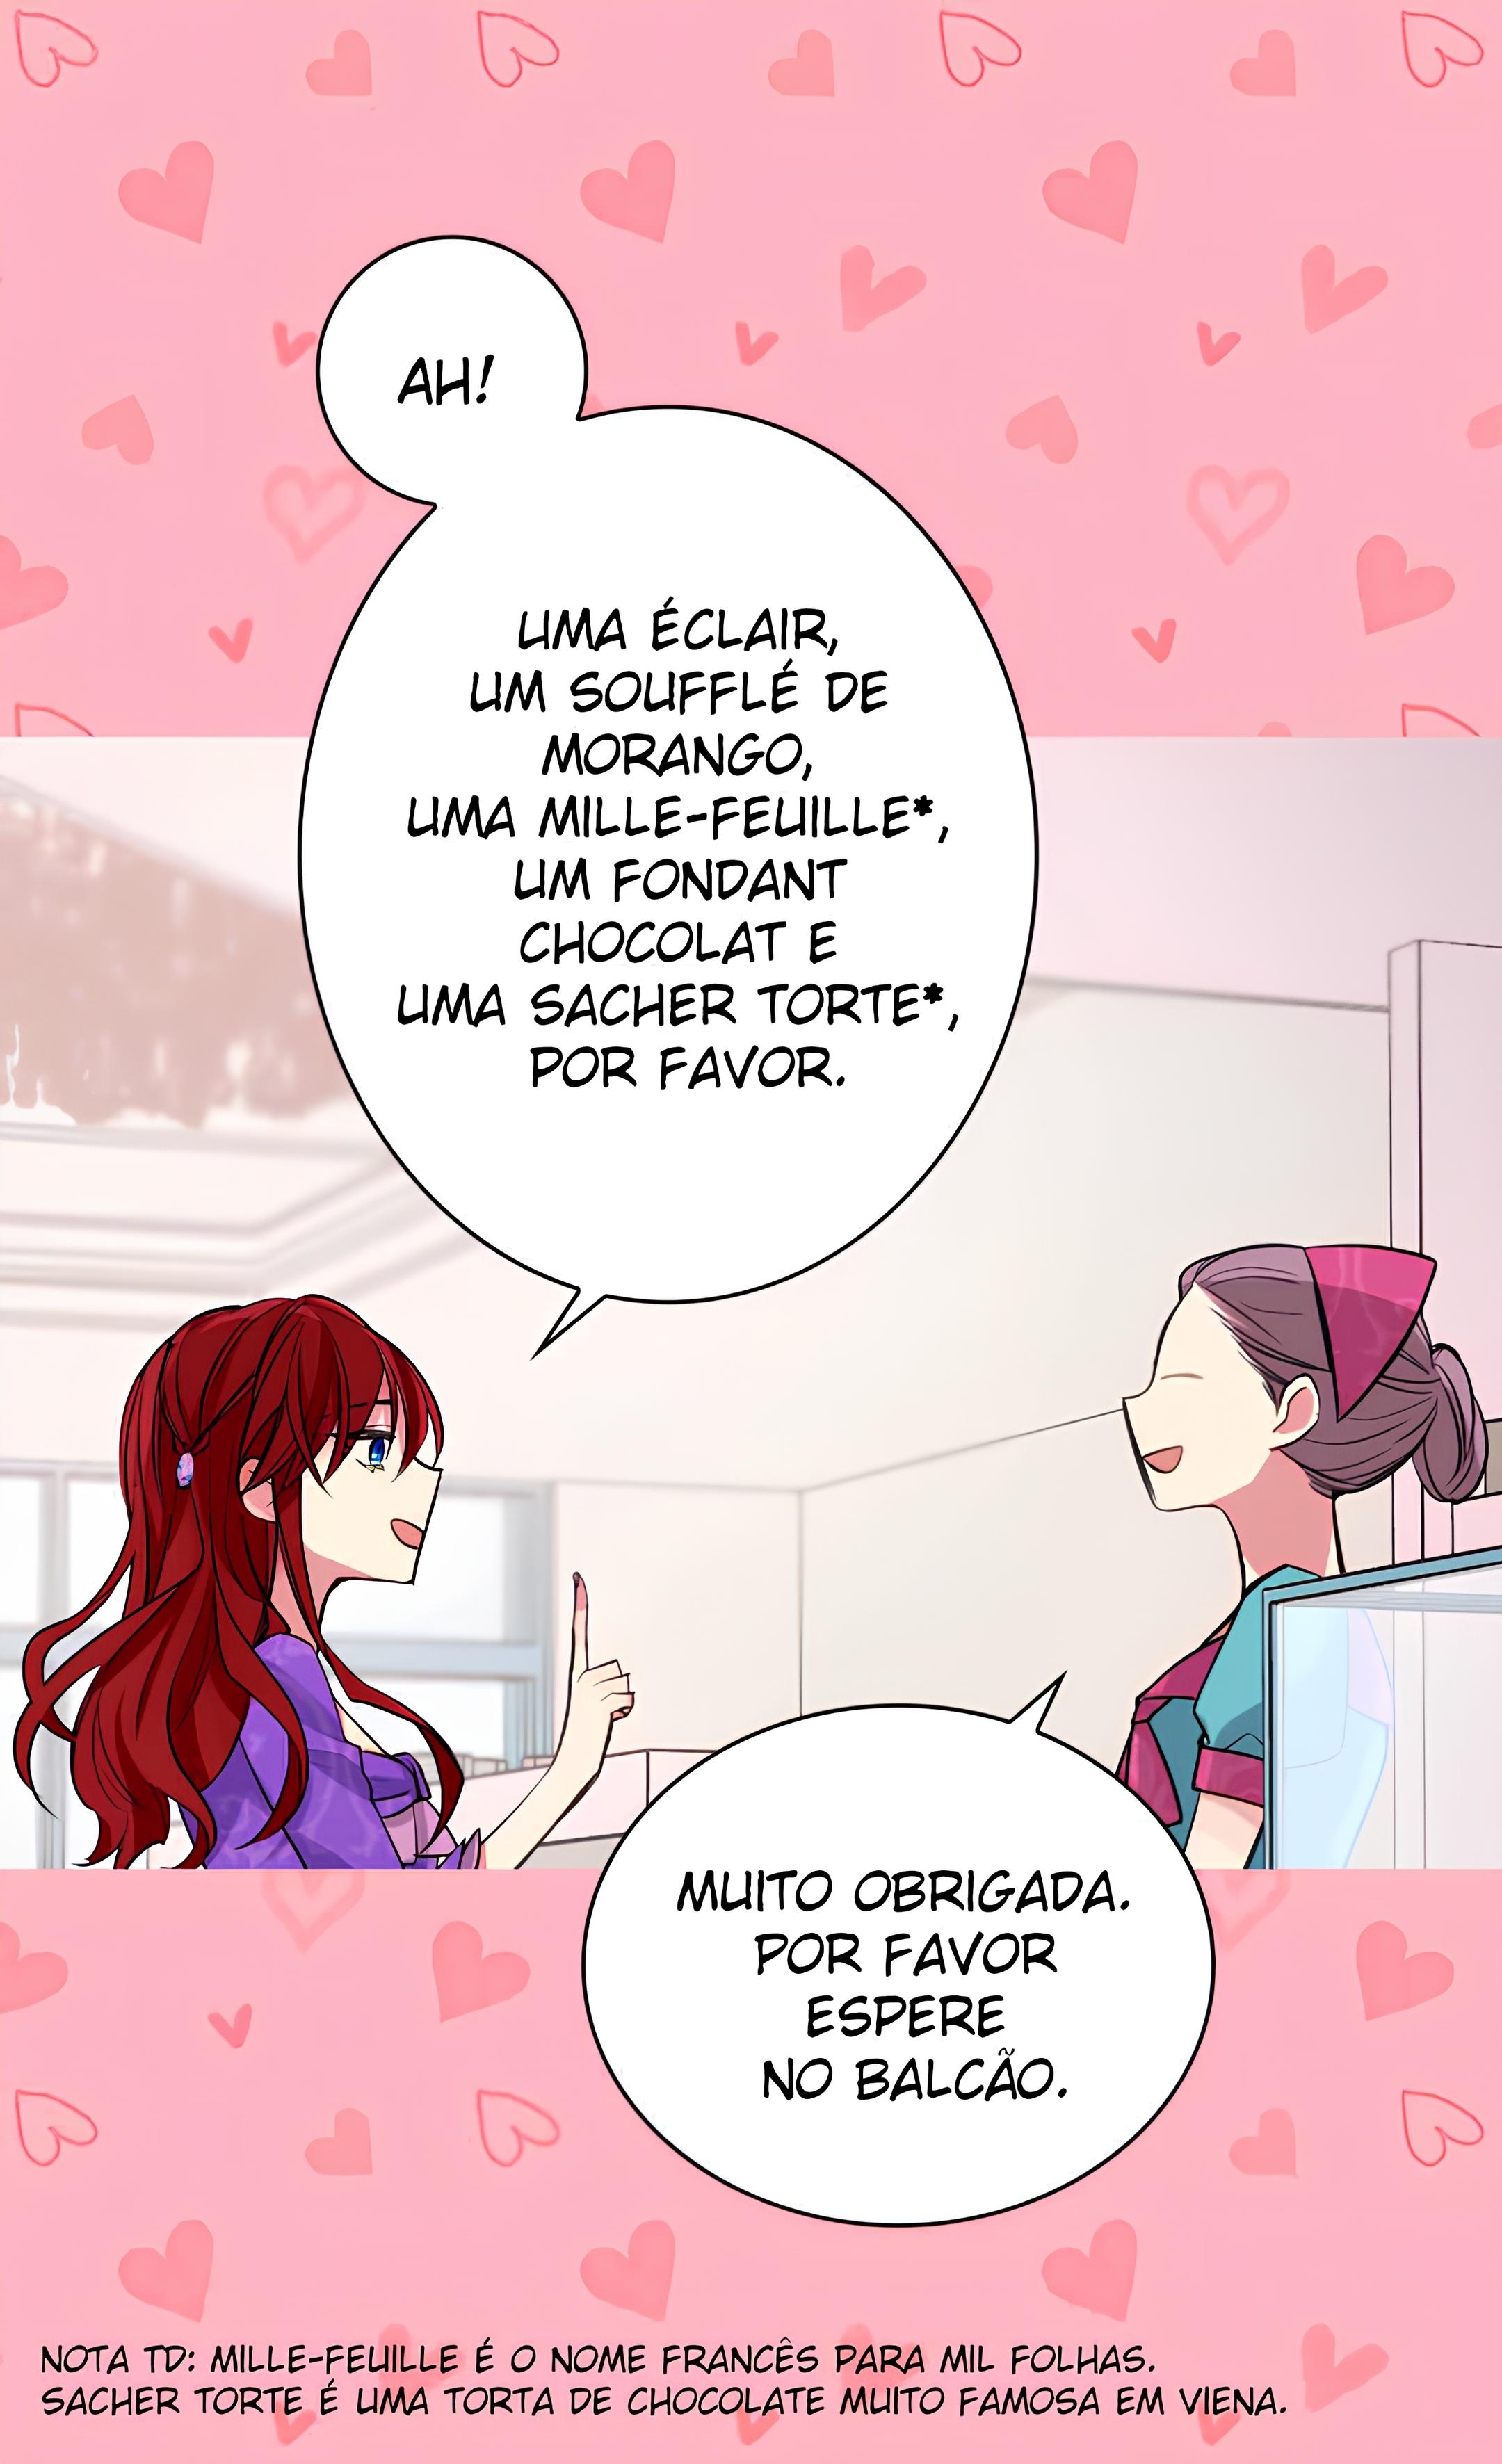 AH!
UMA ÉCLAIR,
UM SOUFFLÉ DE
MORANGO,
UMA MILLE-FEUILLE*,
UM FONDANT
CHOCOLAT E
UMA SACHER TORTE*,
POR FAVOR.
MUITO OBRIGADA.
POR FAVOR
ESPERE
NO BALCÃO.
NOTA TD: MILLE-FEUILLE É O NOME FRANCÊS PARA MIL FOLHAS.
SACHER TORTE É UMA TORTA DE CHOCOLATE MUITO FAMOSA EM VIENA.